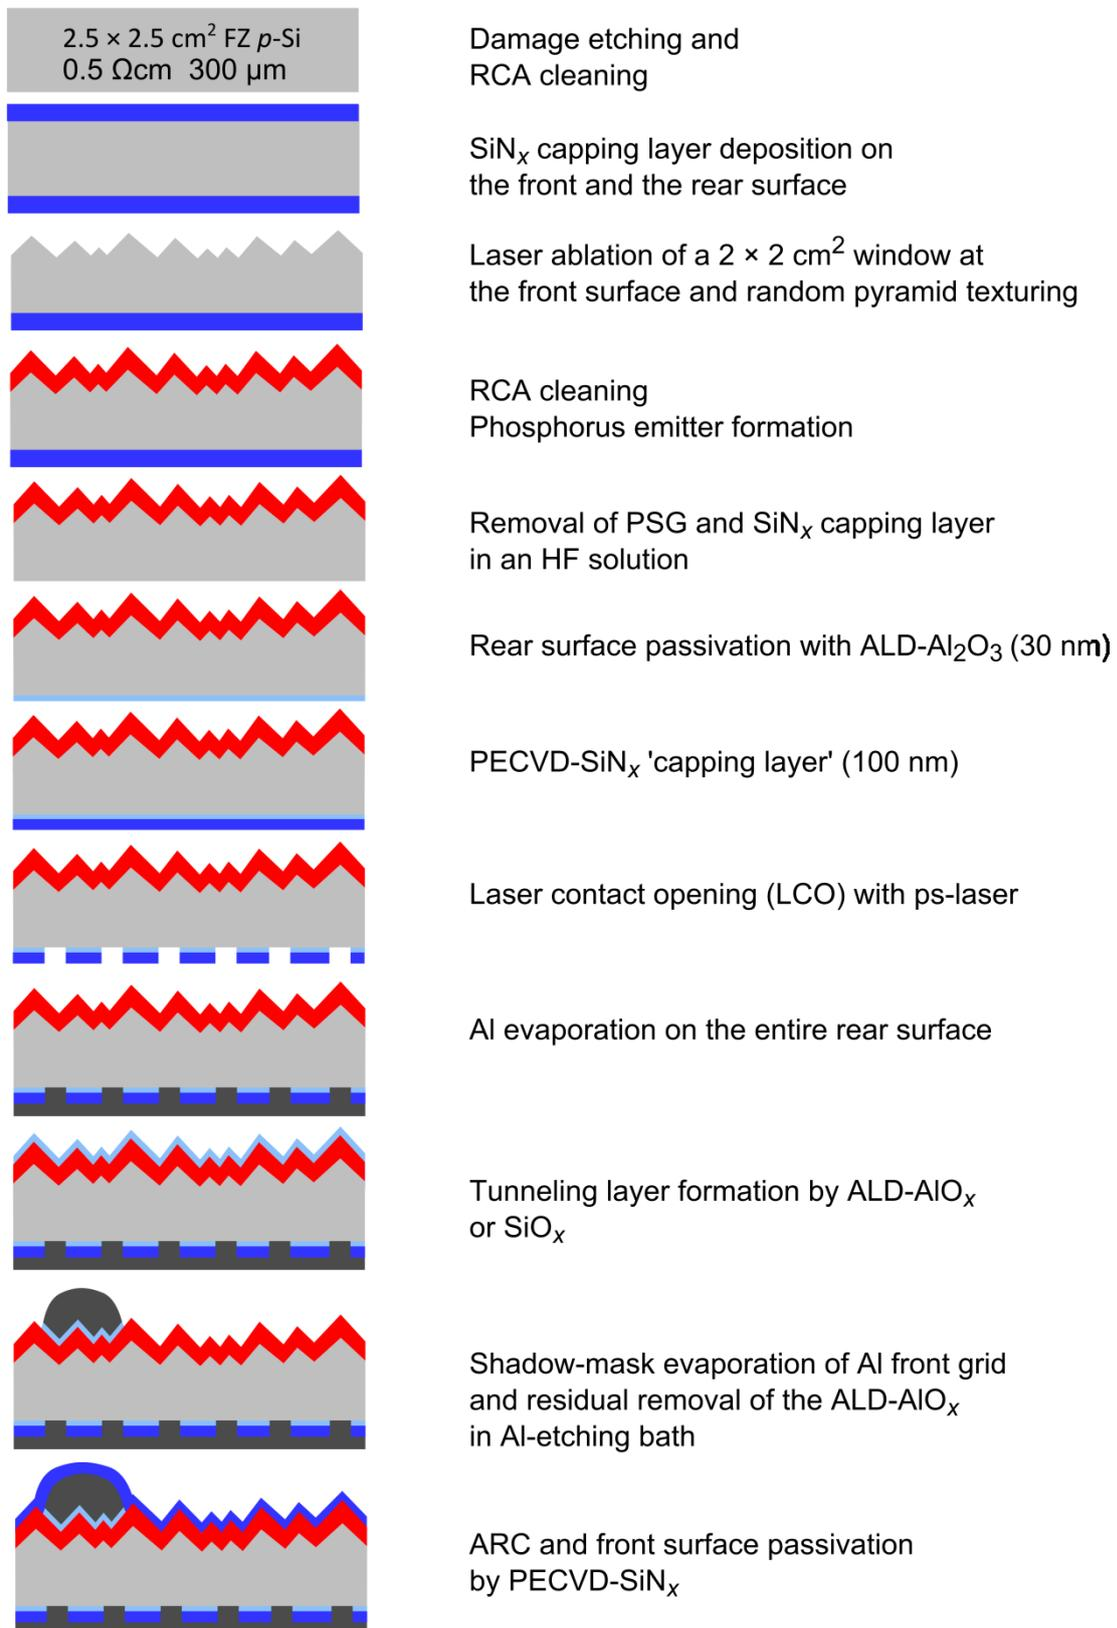 2.5 × 2.5 cm² FZ p-Si
0.5 Ωcm 300 µm
Damage etching and
RCA cleaning
SiNx capping layer deposition on
the front and the rear surface
Laser ablation of a 2 × 2 cm² window at
the front surface and random pyramid texturing
RCA cleaning
Phosphorus emitter formation
Removal of PSG and SiNx capping layer
in an HF solution
Rear surface passivation with ALD-Al₂O₃ (30 nm)
PECVD-SiNx 'capping layer' (100 nm)
Laser contact opening (LCO) with ps-laser
Al evaporation on the entire rear surface
Tunneling layer formation by ALD-AlOx
or SiOx
Shadow-mask evaporation of Al front grid
and residual removal of the ALD-AlOx
in Al-etching bath
ARC and front surface passivation
by PECVD-SiNx